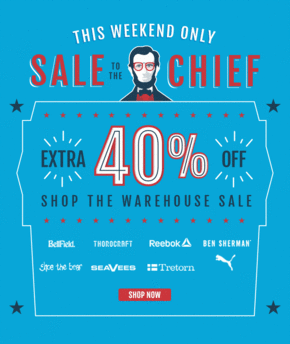 THIS WEEKEND ONLY
SALE TO THE CHIEF
EXTRA 40% OFF
SHOP THE WAREHOUSE SALE
Bellfield. THOROCRAFT Reebok BEN SHERMAN
gipe the bear SEAVEES Tretorn PUMA
SHOP NOW